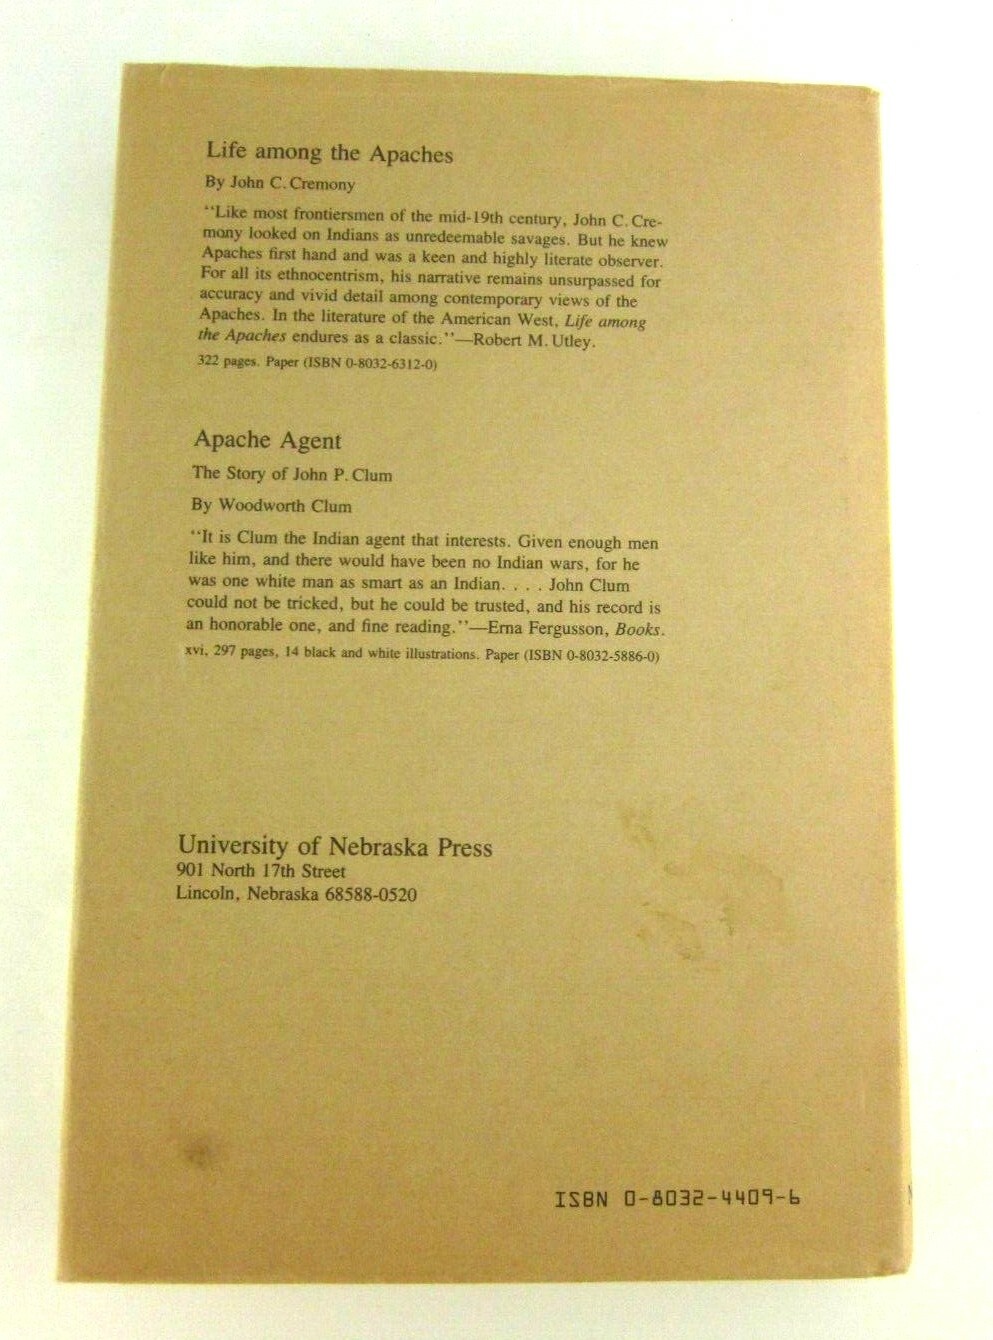 Life among the Apaches
By John C. Cremony
"Like most frontiersmen of the mid-19th century, John C. Cre-
mony looked on Indians as unredeemable savages. But he knew
Apaches first hand and was a keen and highly literate observer.
For all its ethnocentrism, his narrative remains unsurpassed for
accuracy and vivid detail among contemporary views of the
Apaches. In the literature of the American West, Life among
the Apaches endures as a classic."—Robert M. Utley.
322 pages. Paper (ISBN 0-8032-6312-0)
Apache Agent
The Story of John P. Clum
By Woodworth Clum
"It is Clum the Indian agent that interests. Given enough men
like him, and there would have been no Indian wars, for he
was one white man as smart as an Indian. . . . John Clum
could not be tricked, but he could be trusted, and his record is
an honorable one, and fine reading."—Erna Fergusson, Books.
xvi, 297 pages, 14 black and white illustrations. Paper (ISBN 0-8032-5886-0)
University of Nebraska Press
901 North 17th Street
Lincoln, Nebraska 68588-0520
ISBN 0-8032-4409-6